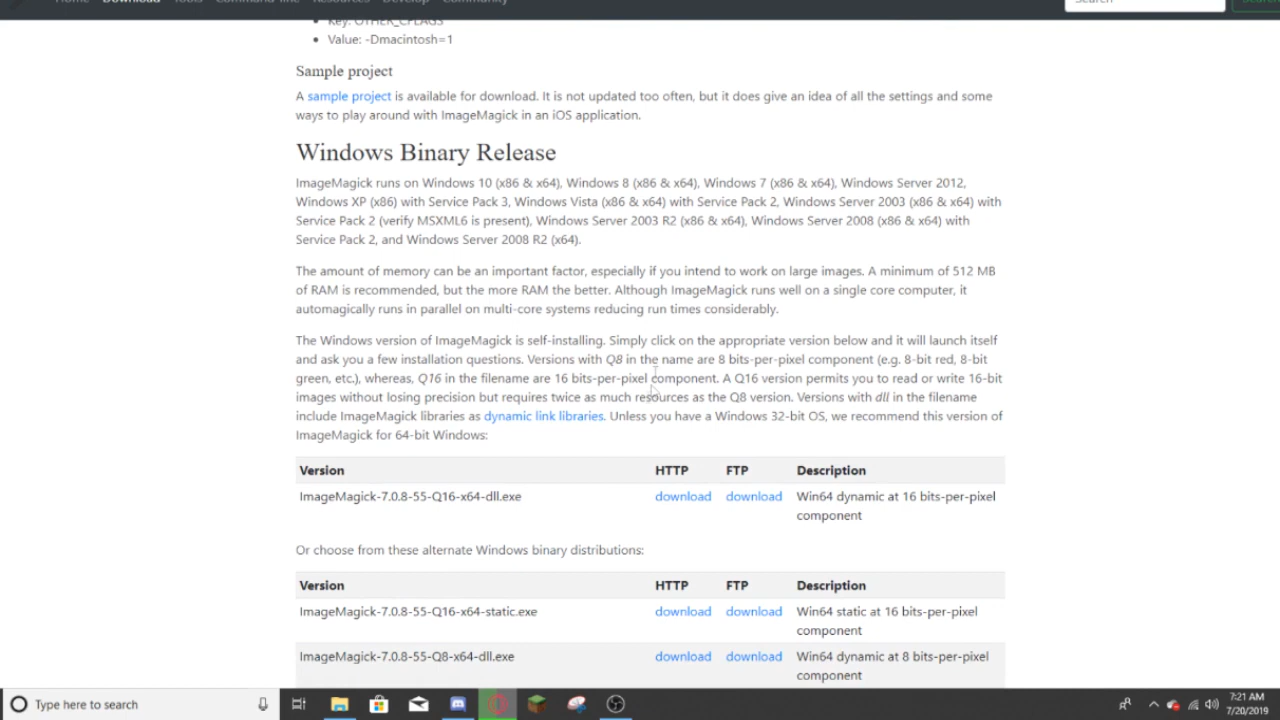 Home Download Tools Command-line Resources Develop Community
Search
Key: OTHER_CFLAGS
Value: -Dmacintosh=1
Sample project
A sample project is available for download. It is not updated too often, but it does give an idea of all the settings and some
ways to play around with ImageMagick in an iOS application.
Windows Binary Release
ImageMagick runs on Windows 10 (x86 & x64), Windows 8 (x86 & x64), Windows 7 (x86 & x64), Windows Server 2012,
Windows XP (x86) with Service Pack 3, Windows Vista (x86 & x64) with Service Pack 2, Windows Server 2003 (x86 & x64) with
Service Pack 2 (verify MSXML6 is present), Windows Server 2003 R2 (x86 & x64), Windows Server 2008 (x86 & x64) with
Service Pack 2, and Windows Server 2008 R2 (x64).
The amount of memory can be an important factor, especially if you intend to work on large images. A minimum of 512 MB
of RAM is recommended, but the more RAM the better. Although ImageMagick runs well on a single core computer, it
automagically runs in parallel on multi-core systems reducing run times considerably.
The Windows version of ImageMagick is self-installing. Simply click on the appropriate version below and it will launch itself
and ask you a few installation questions. Versions with Q8 in the name are 8 bits-per-pixel component (e.g. 8-bit red, 8-bit
green, etc.), whereas, Q16 in the filename are 16 bits-per-pixel component. A Q16 version permits you to read or write 16-bit
images without losing precision but requires twice as much resources as the Q8 version. Versions with dll in the filename
include ImageMagick libraries as dynamic link libraries. Unless you have a Windows 32-bit OS, we recommend this version of
ImageMagick for 64-bit Windows:
Version HTTP FTP Description
ImageMagick-7.0.8-55-Q16-x64-dll.exe download download Win64 dynamic at 16 bits-per-pixel
component
Or choose from these alternate Windows binary distributions:
Version HTTP FTP Description
ImageMagick-7.0.8-55-Q16-x64-static.exe download download Win64 static at 16 bits-per-pixel
component
ImageMagick-7.0.8-55-Q8-x64-dll.exe download download Win64 dynamic at 8 bits-per-pixel
component
Type here to search
7:21 AM
7/20/2019